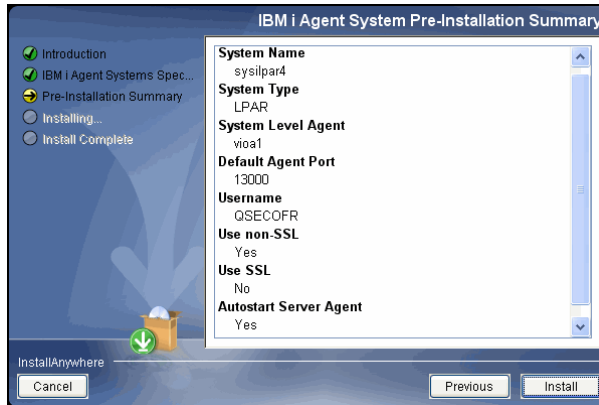 IBM i Agent System Pre-Installation Summary
Introduction
IBM i Agent Systems Spec...
Pre-Installation Summary
Installing...
Install Complete
System Name
sysilpar4
System Type
LPAR
System Level Agent
vioa1
Default Agent Port
13000
Username
QSECOFR
Use non-SSL
Yes
Use SSL
No
Autostart Server Agent
Yes
InstallAnywhere
Cancel
Previous
Install